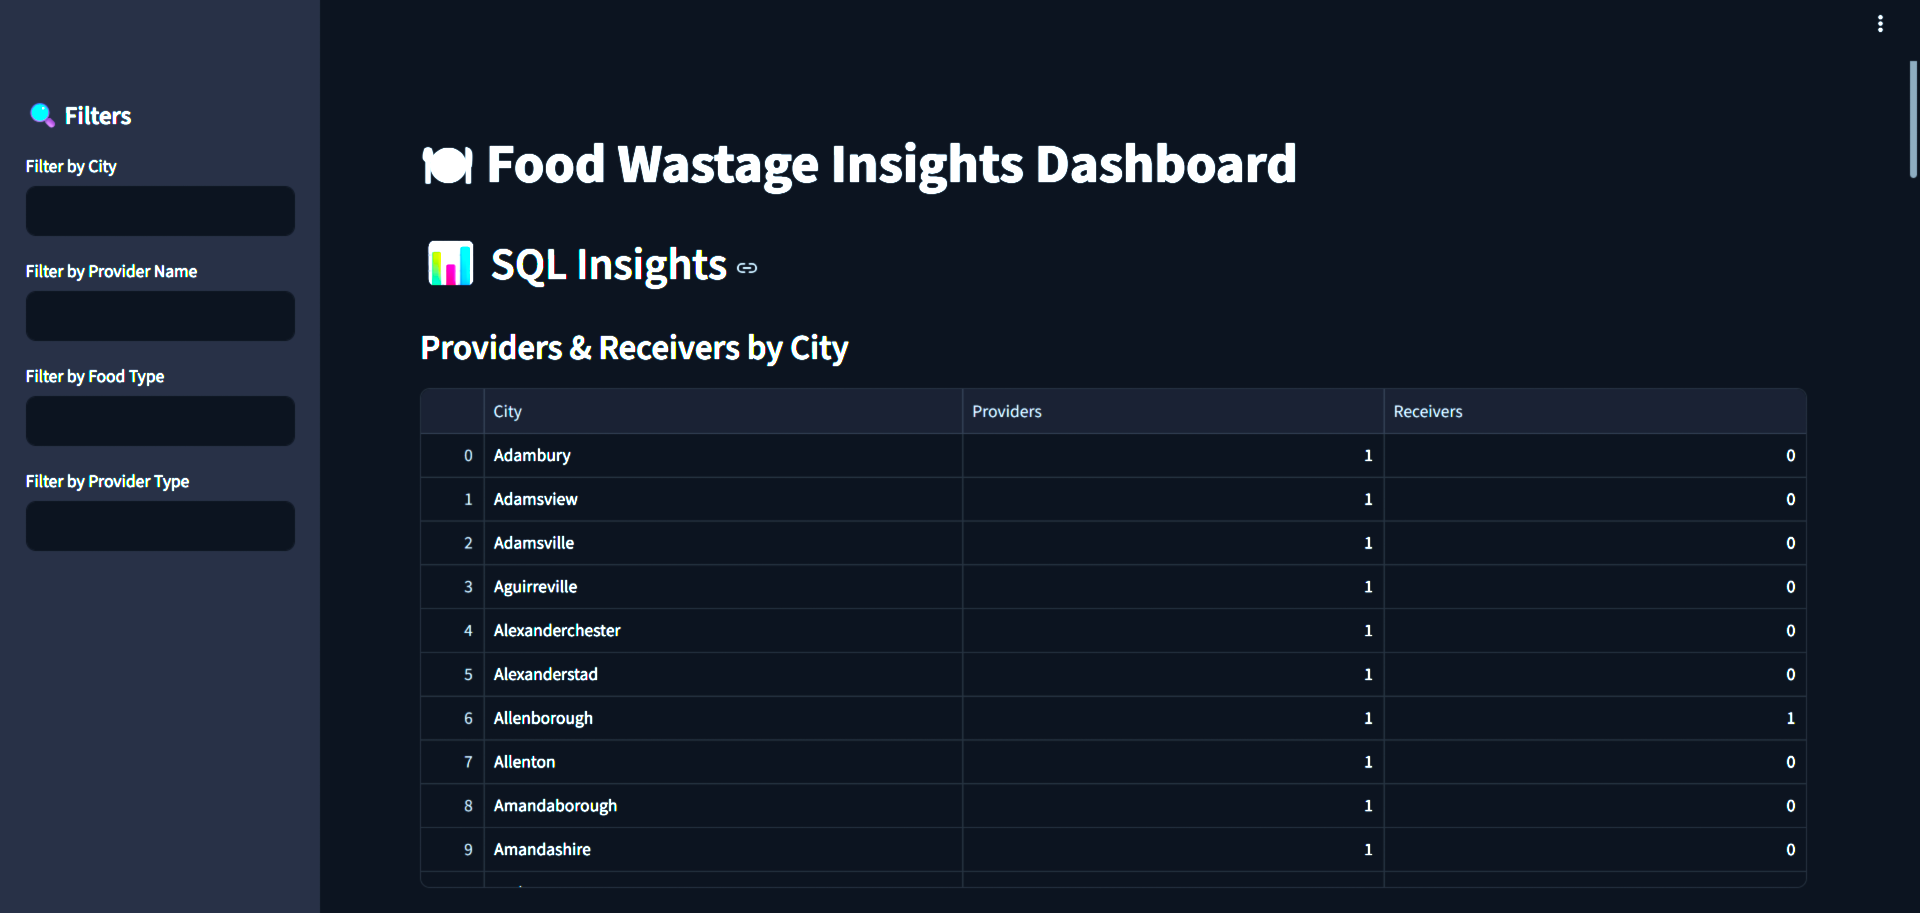 Filters
Filter by City
Filter by Provider Name
Filter by Food Type
Filter by Provider Type
Food Wastage Insights Dashboard
SQL Insights
Providers & Receivers by City
City Providers Receivers
0 Adambury 1 0
1 Adamsview 1 0
2 Adamsville 1 0
3 Aguirreville 1 0
4 Alexanderchester 1 0
5 Alexanderstad 1 0
6 Allenborough 1 1
7 Allenton 1 0
8 Amandaborough 1 0
9 Amandashire 1 0